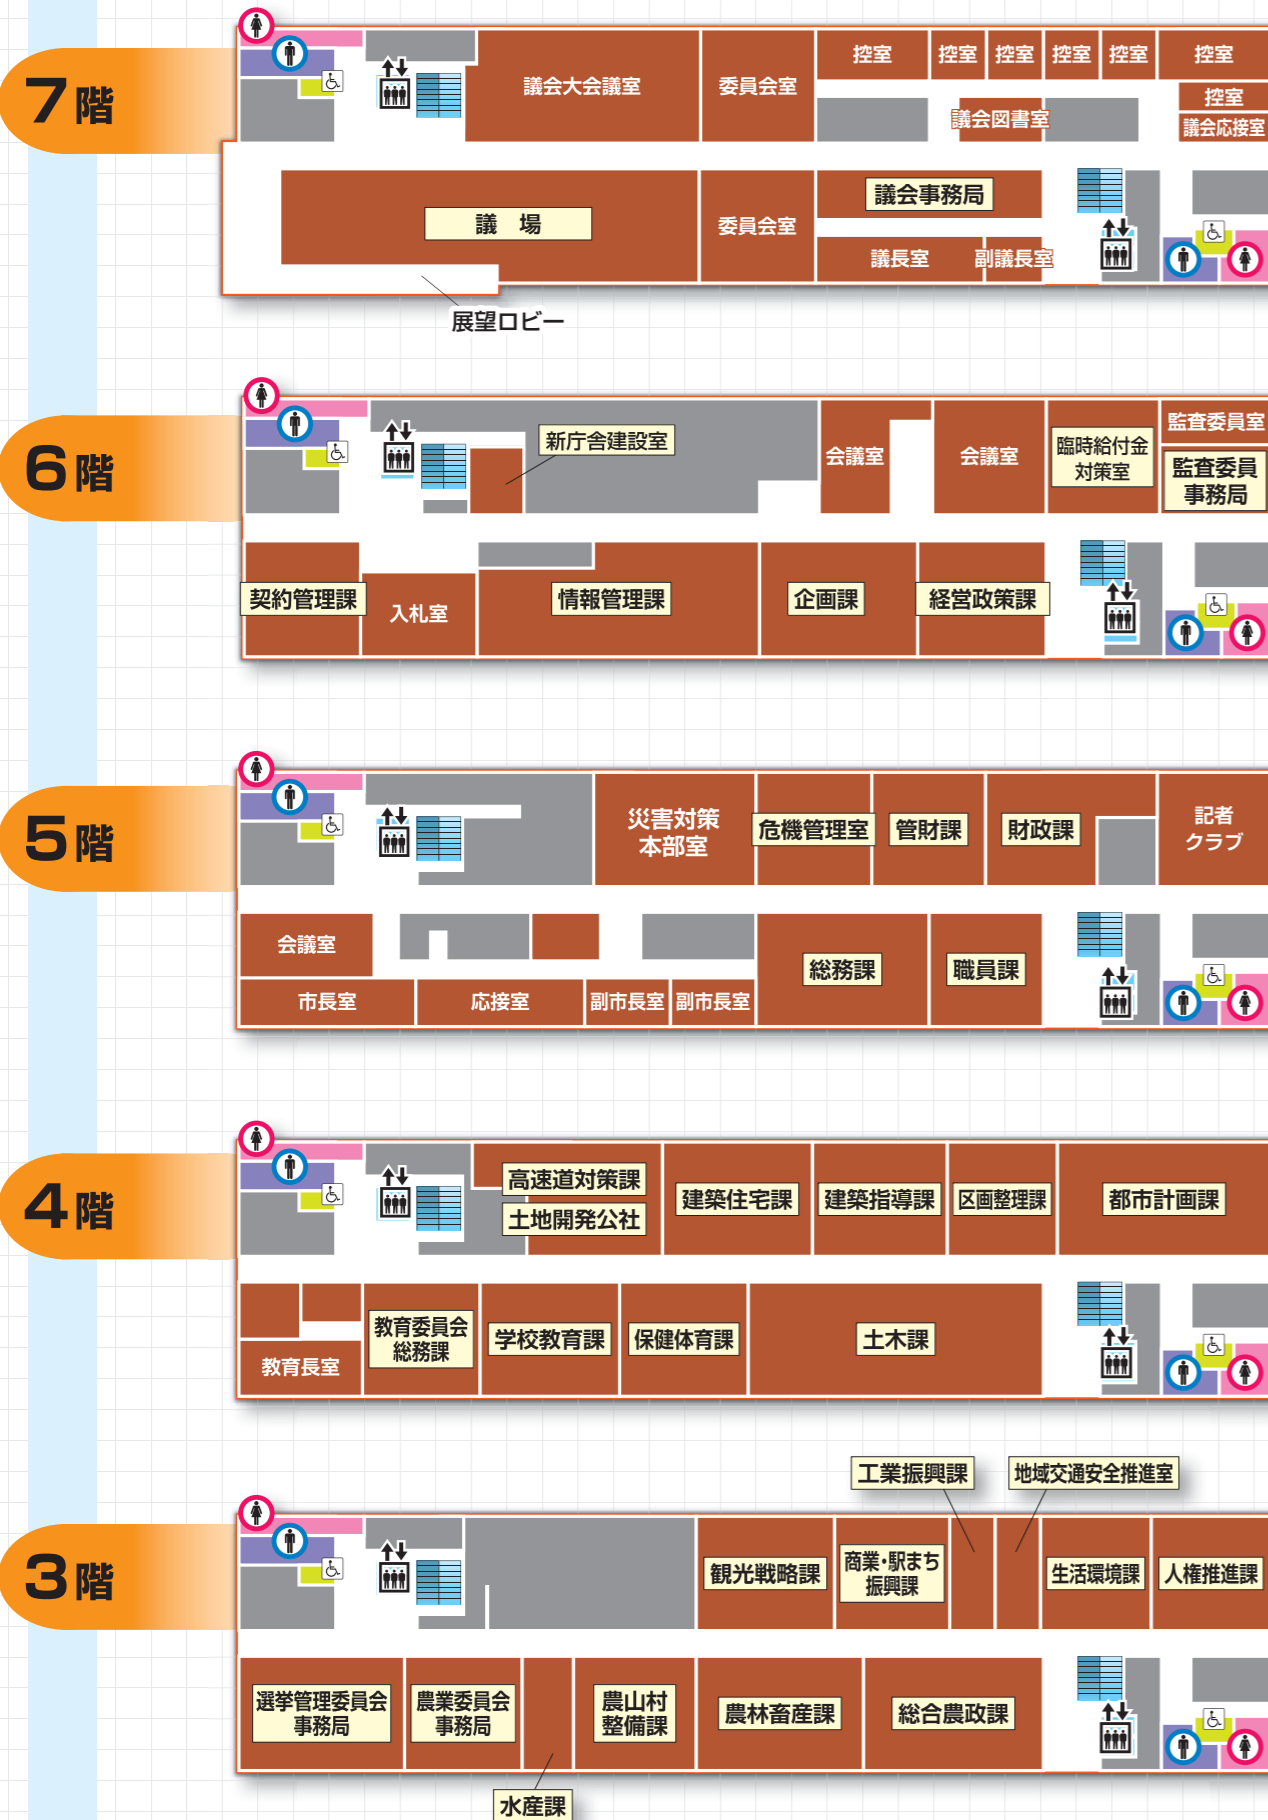 7階
議会大会議室
委員会室
控室
控室
控室
控室
控室
控室
控室
議会図書室
議会応接室
議 場
委員会室
議会事務局
議長室
副議長室
展望ロビー
6階
新庁舎建設室
会議室
会議室
臨時給付金
対策室
監査委員室
監査委員
事務局
契約管理課
入札室
情報管理課
企画課
経営政策課
5階
災害対策
本部室
危機管理室
管財課
財政課
記者
クラブ
会議室
市長室
応接室
副市長室
副市長室
総務課
職員課
4階
高速道対策課
土地開発公社
建築住宅課
建築指導課
区画整理課
都市計画課
教育長室
教育委員会
総務課
学校教育課
保健体育課
土木課
工業振興課
地域交通安全推進室
3階
観光戦略課
商業・駅まち
振興課
生活環境課
人権推進課
選挙管理委員会
事務局
農業委員会
事務局
農山村
整備課
農林畜産課
総合農政課
水産課